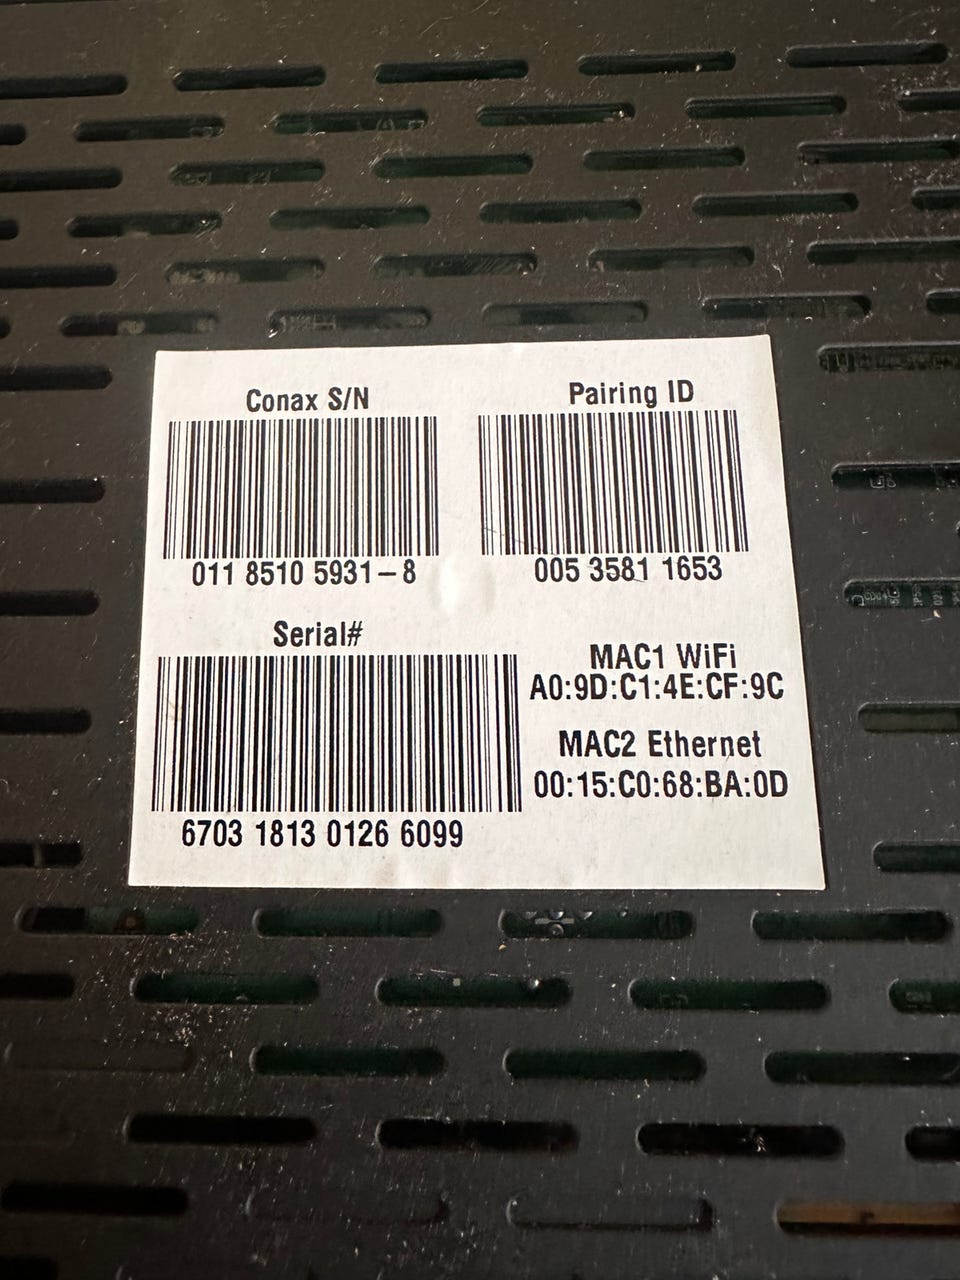 Conax S/N
011 8510 5931-8
Pairing ID
005 3581 1653
Serial#
6703 1813 0126 6099
MAC1 WiFi
A0:9D:C1:4E:CF:9C
MAC2 Ethernet
00:15:C0:68:BA:0D